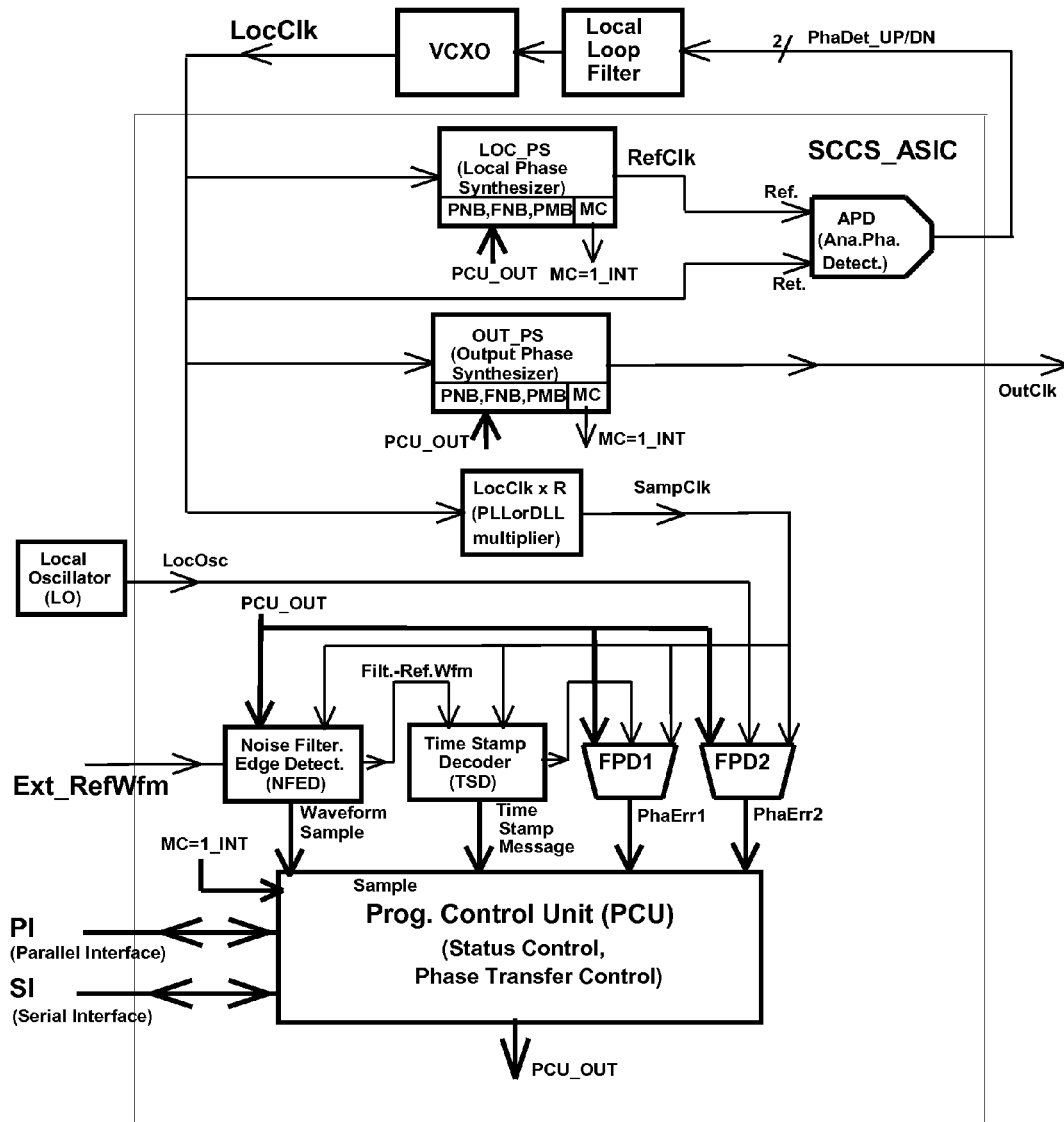 LocClk
VCXO
Local
Loop
Filter
2
PhaDet_UP/DN
LOC_PS
(Local Phase
Synthesizer)
PNB,FNB,PMB
MC
RefClk
SCCS_ASIC
Ref.
APD
(Ana.Pha.
Detect.)
Ret.
PCU_OUT
MC=1_INT
OUT_PS
(Output Phase
Synthesizer)
PNB,FNB,PMB
MC
OutClk
PCU_OUT
MC=1_INT
LocClk x R
(PLLorDLL
multiplier)
SampClk
Local
Oscillator
(LO)
LocOsc
PCU_OUT
Filt.-Ref.Wfm
Noise Filter.
Edge Detect.
(NFED)
Time Stamp
Decoder
(TSD)
FPD1
FPD2
Ext_RefWfm
Waveform
Sample
Time
Stamp
Message
PhaErr1
PhaErr2
MC=1_INT
Sample
Prog. Control Unit (PCU)
(Status Control,
Phase Transfer Control)
PI
(Parallel Interface)
SI
(Serial Interface)
PCU_OUT